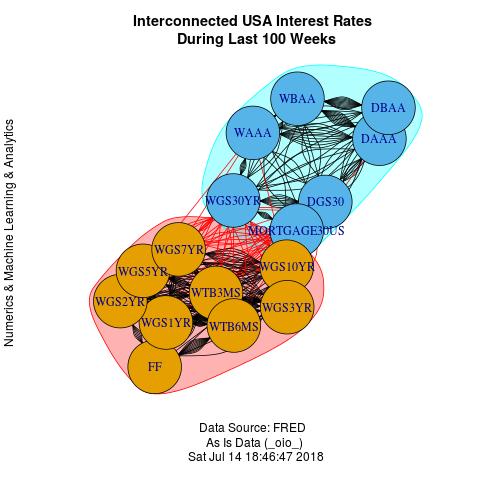 Interconnected USA Interest Rates
During Last 100 Weeks
Numerics & Machine Learning & Analytics
WBAA
DBAA
WAAA
DAAA
WGS30YR
DGS30
MORTGAGE30US
WGS7YR
WGS10YR
WGS5YR
WTB3MS
WGS2YR
WGS3YR
WGS1YR
WTB6MS
FF
Data Source: FRED
As Is Data (_oio_)
Sat Jul 14 18:46:47 2018